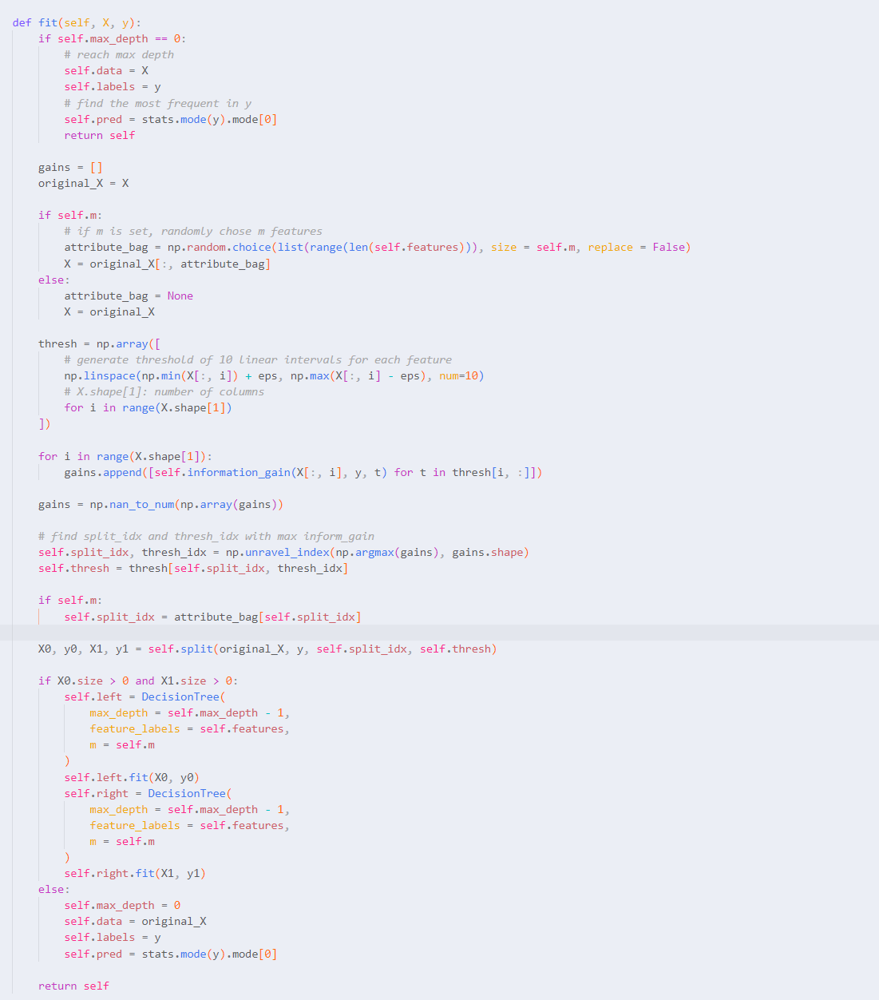 def fit(self, X, y):
    if self.max_depth == 0:
        # reach max depth
        self.data = X
        self.labels = y
        # find the most frequent in y
        self.pred = stats.mode(y).mode[0]
        return self

    gains = []
    original_X = X

    if self.m:
        # if m is set, randomly chose m features
        attribute_bag = np.random.choice(list(range(len(self.features))), size = self.m, replace = False)
        X = original_X[:, attribute_bag]
    else:
        attribute_bag = None
        X = original_X

    thresh = np.array([
        # generate threshold of 10 linear intervals for each feature
        np.linspace(np.min(X[:, i]) + eps, np.max(X[:, i] - eps), num=10)
        # X.shape[1]: number of columns
        for i in range(X.shape[1])
    ])

    for i in range(X.shape[1]):
        gains.append([self.information_gain(X[:, i], y, t) for t in thresh[i, :]])

    gains = np.nan_to_num(np.array(gains))

    # find split_idx and thresh_idx with max inform_gain
    self.split_idx, thresh_idx = np.unravel_index(np.argmax(gains), gains.shape)
    self.thresh = thresh[self.split_idx, thresh_idx]

    if self.m:
        self.split_idx = attribute_bag[self.split_idx]

    X0, y0, X1, y1 = self.split(original_X, y, self.split_idx, self.thresh)

    if X0.size > 0 and X1.size > 0:
        self.left = DecisionTree(
            max_depth = self.max_depth - 1,
            feature_labels = self.features,
            m = self.m
        )
        self.left.fit(X0, y0)
        self.right = DecisionTree(
            max_depth = self.max_depth - 1,
            feature_labels = self.features,
            m = self.m
        )
        self.right.fit(X1, y1)
    else:
        self.max_depth = 0
        self.data = original_X
        self.labels = y
        self.pred = stats.mode(y).mode[0]

    return self